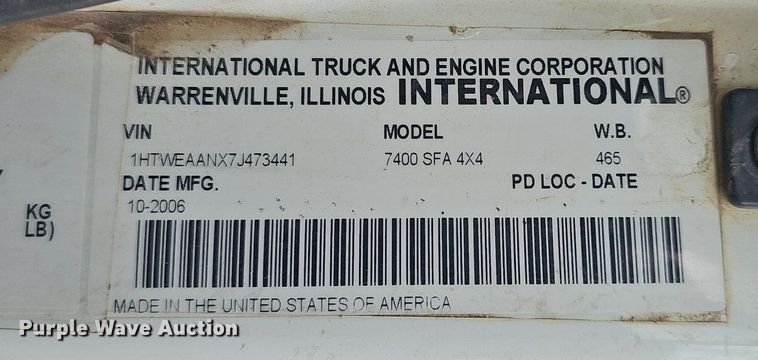 INTERNATIONAL TRUCK AND ENGINE CORPORATION
WARRENVILLE, ILLINOIS INTERNATIONAL®
VIN MODEL W.B.
1HTWEAANX7J473441 7400 SFA 4X4 465
DATE MFG. PD LOC - DATE
10-2006
KG
LB)
MADE IN THE UNITED STATES OF AMERICA
Purple Wave Auction